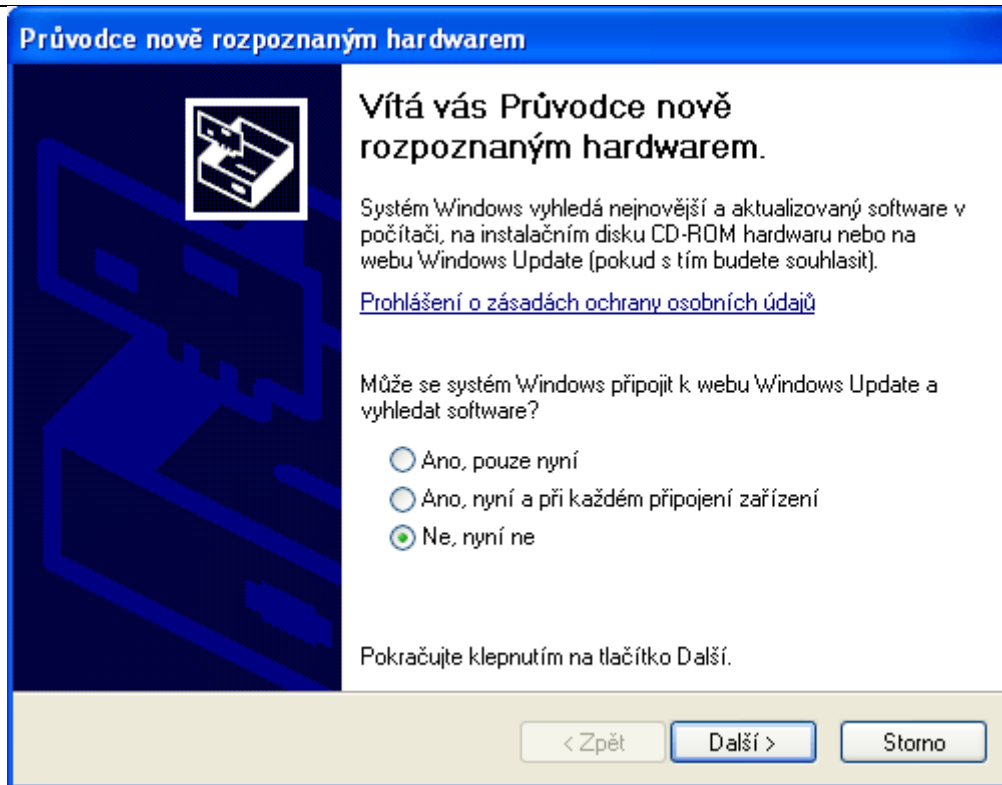 Průvodce nově rozpoznaným hardwarem
Vítá vás Průvodce nově
rozpoznaným hardwarem.
Systém Windows vyhledá nejnovější a aktualizovaný software v
počítači, na instalačním disku CD-ROM hardwaru nebo na
webu Windows Update (pokud s tím budete souhlasit).
Prohlášení o zásadách ochrany osobních údajů
Může se systém Windows připojit k webu Windows Update a
vyhledat software?
Ano, pouze nyní
Ano, nyní a při každém připojení zařízení
Ne, nyní ne
Pokračujte klepnutím na tlačítko Další.
< Zpět
Další >
Storno